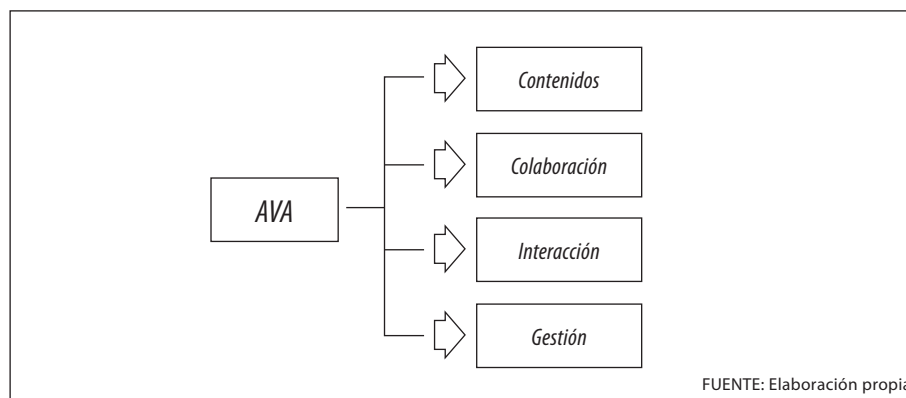 Contenidos
Colaboración
AVA
Interacción
Gestión
FUENTE: Elaboración propia